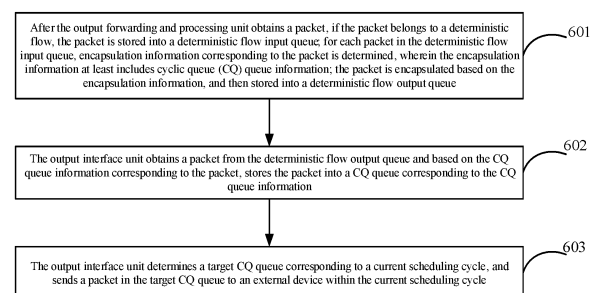 After the output forwarding and processing unit obtains a packet, if the packet belongs to a deterministic
flow, the packet is stored into a deterministic flow input queue; for each packet in the deterministic flow
input queue, encapsulation information corresponding to the packet is determined, wherein the encapsulation
information at least includes cyclic queue (CQ) queue information; the packet is encapsulated based on the
encapsulation information, and then stored into a deterministic flow output queue
601
The output interface unit obtains a packet from the deterministic flow output queue and based on the CQ
queue information corresponding to the packet, stores the packet into a CQ queue corresponding to the CQ
queue information
602
The output interface unit determines a target CQ queue corresponding to a current scheduling cycle, and
sends a packet in the target CQ queue to an external device within the current scheduling cycle
603